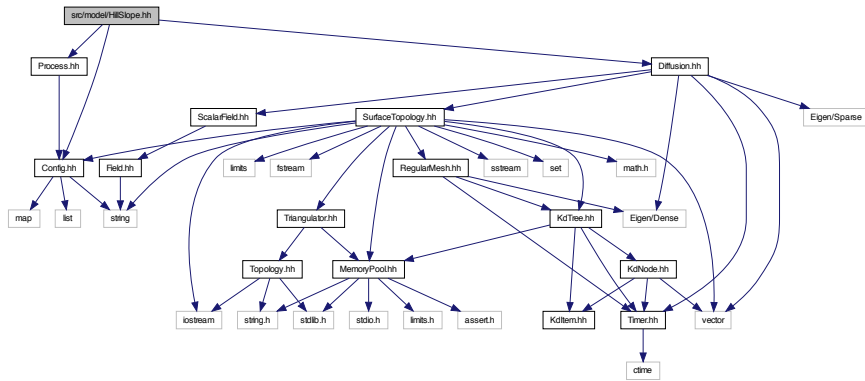 src/model/HillSlope.hh
Process.hh
Diffusion.hh
ScalarField.hh
SurfaceTopology.hh
Eigen/Sparse
Config.hh
Field.hh
limits
fstream
RegularMesh.hh
sstream
set
math.h
map
list
string
Triangulator.hh
KdTree.hh
Eigen/Dense
Topology.hh
MemoryPool.hh
KdNode.hh
iostream
string.h
stdlib.h
stdio.h
limits.h
assert.h
KdItem.hh
Timer.hh
vector
ctime